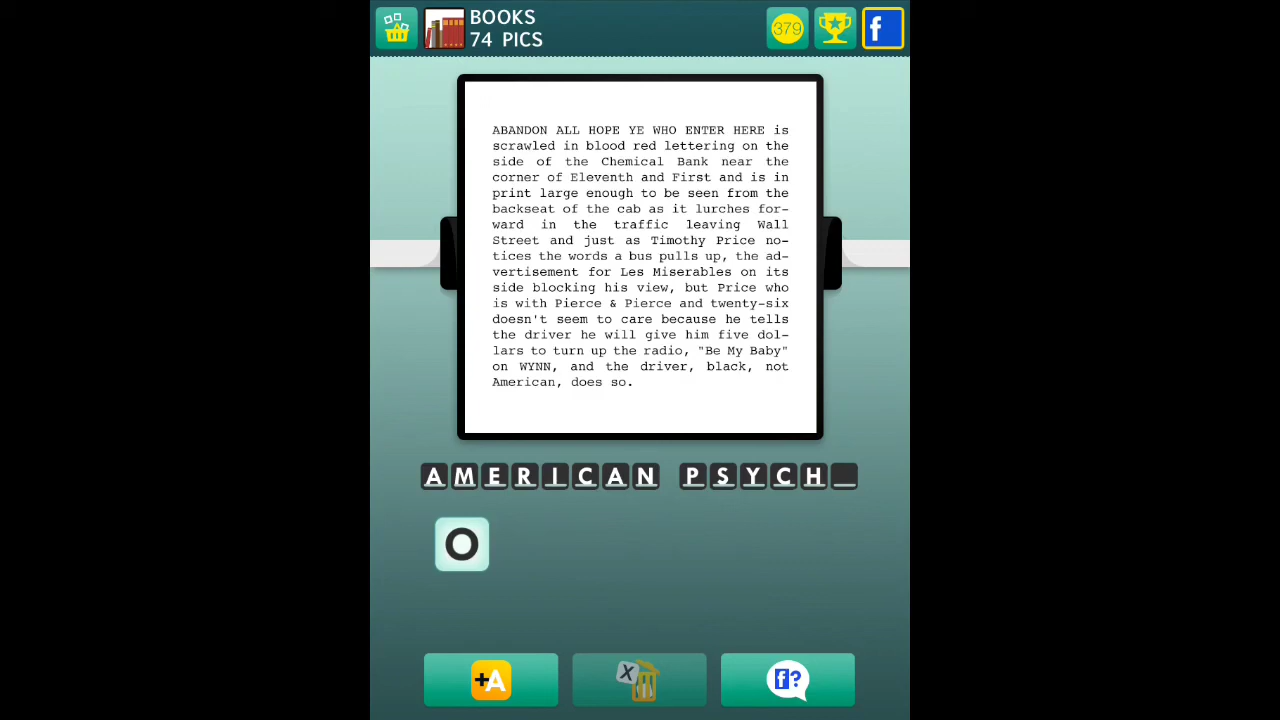 BOOKS
74 PICS
379
f
ABANDON ALL HOPE YE WHO ENTER HERE is
scrawled in blood red lettering on the
side of the Chemical Bank near the
corner of Eleventh and First and is in
print large enough to be seen from the
backseat of the cab as it lurches for-
ward in the traffic leaving Wall
Street and just as Timothy Price no-
tices the words a bus pulls up, the ad-
vertisement for Les Miserables on its
side blocking his view, but Price who
is with Pierce & Pierce and twenty-six
doesn't seem to care because he tells
the driver he will give him five dol-
lars to turn up the radio, "Be My Baby"
on WYNN, and the driver, black, not
American, does so.
AMERICAN PSYCH_
O
+A
X
f?